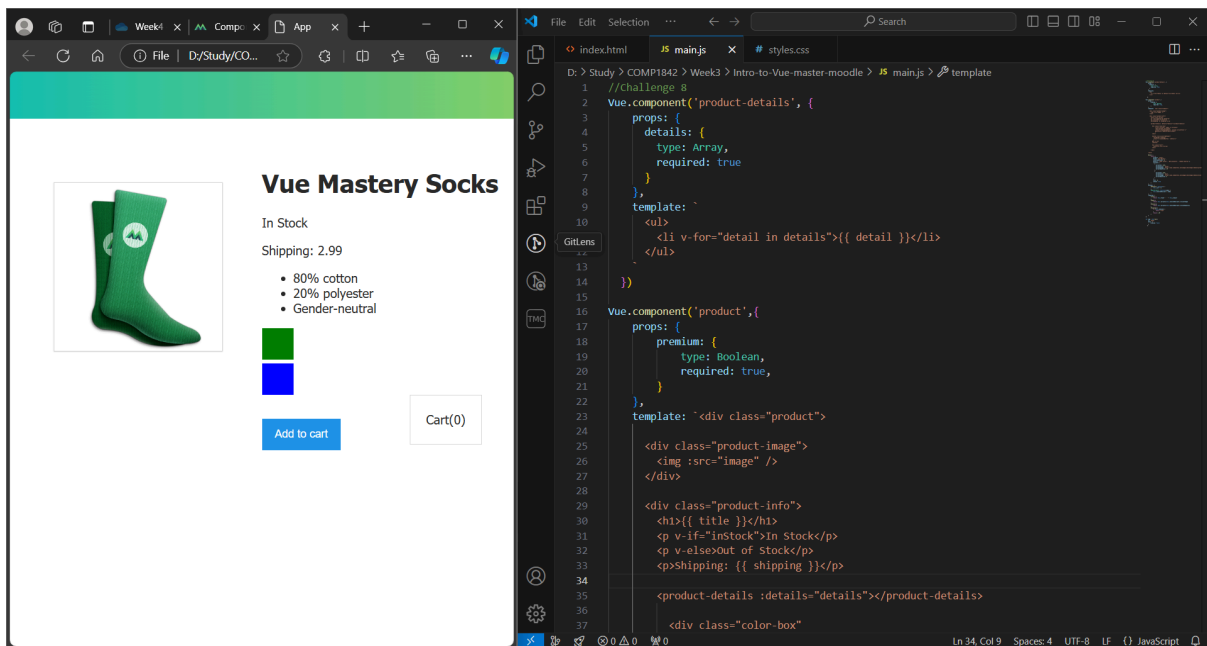 Week4
Compo
App
File
D:/Study/CO...
Vue Mastery Socks
In Stock
Shipping: 2.99
80% cotton
20% polyester
Gender-neutral
Add to cart
Cart(0)
File Edit Selection ... Search
index.html JS main.js # styles.css
D: > Study > COMP1842 > Week3 > Intro-to-Vue-master-moodle > JS main.js > template
1 //Challenge 8
2 Vue.component('product-details', {
3 props: {
4 details: {
5 type: Array,
6 required: true
7 }
8 },
9 template: `
10 <ul>
<li v-for="detail in details">{{ detail }}</li>
GitLens
12 </ul>
13 `
14 })
15
16 Vue.component('product',{
17 props: {
18 premium: {
19 type: Boolean,
20 required: true,
21 }
22 },
23 template: `<div class="product">
24
25 <div class="product-image">
26 <img :src="image" />
27 </div>
28
29 <div class="product-info">
30 <h1>{{ title }}</h1>
31 <p v-if="inStock">In Stock</p>
32 <p v-else>Out of Stock</p>
33 <p>Shipping: {{ shipping }}</p>
34
35 <product-details :details="details"></product-details>
36
37 <div class="color-box"
TMC
0 0 0 Ln 34, Col 9 Spaces: 4 UTF-8 LF {} JavaScript